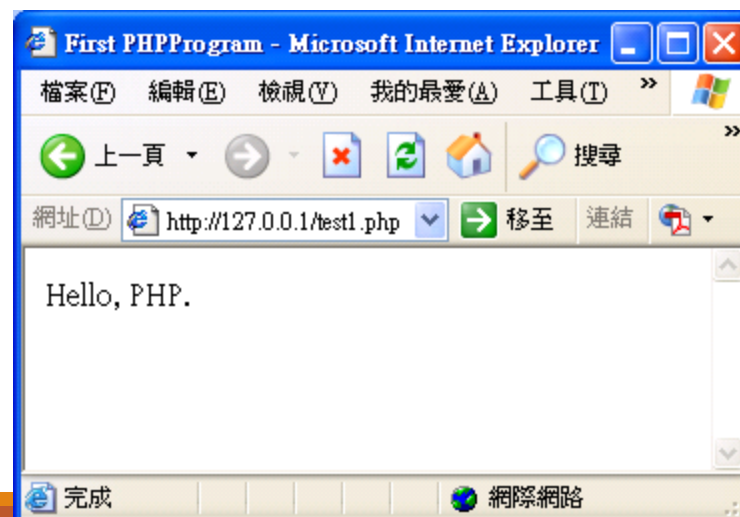 First PHPProgram - Microsoft Internet Explorer
檔案(F) 編輯(E) 檢視(V) 我的最愛(A) 工具(T) »
上一頁 搜尋 »
網址(D) http://127.0.0.1/test1.php 移至 連結
Hello, PHP.
完成 網際網路